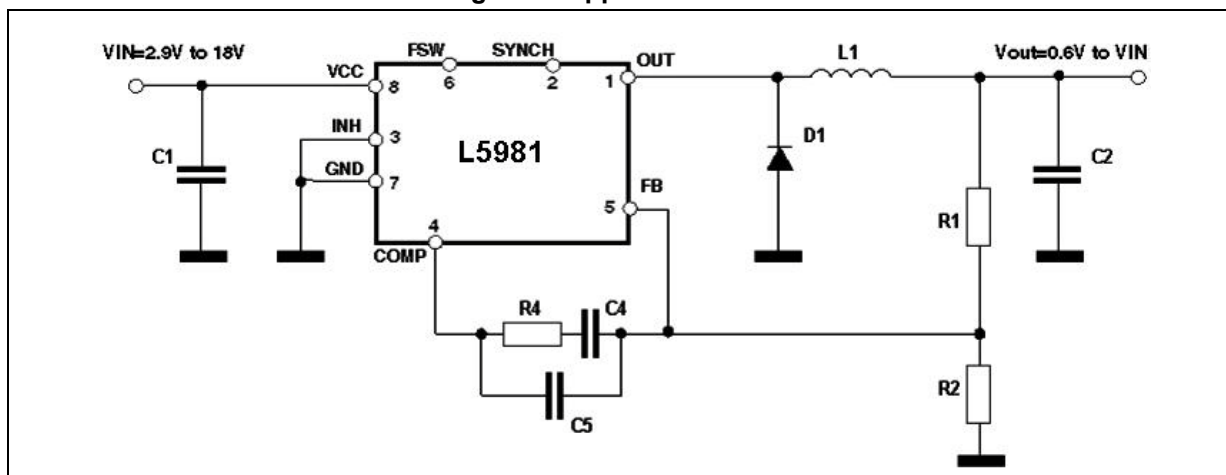 VIN=2.9V to 18V
FSW
SYNCH
OUT
L1
Vout=0.6V to VIN
VCC
8
6
2
1
INH
3
L5981
D1
C1
C2
GND
7
FB
5
R1
4
COMP
R4
C4
R2
C5